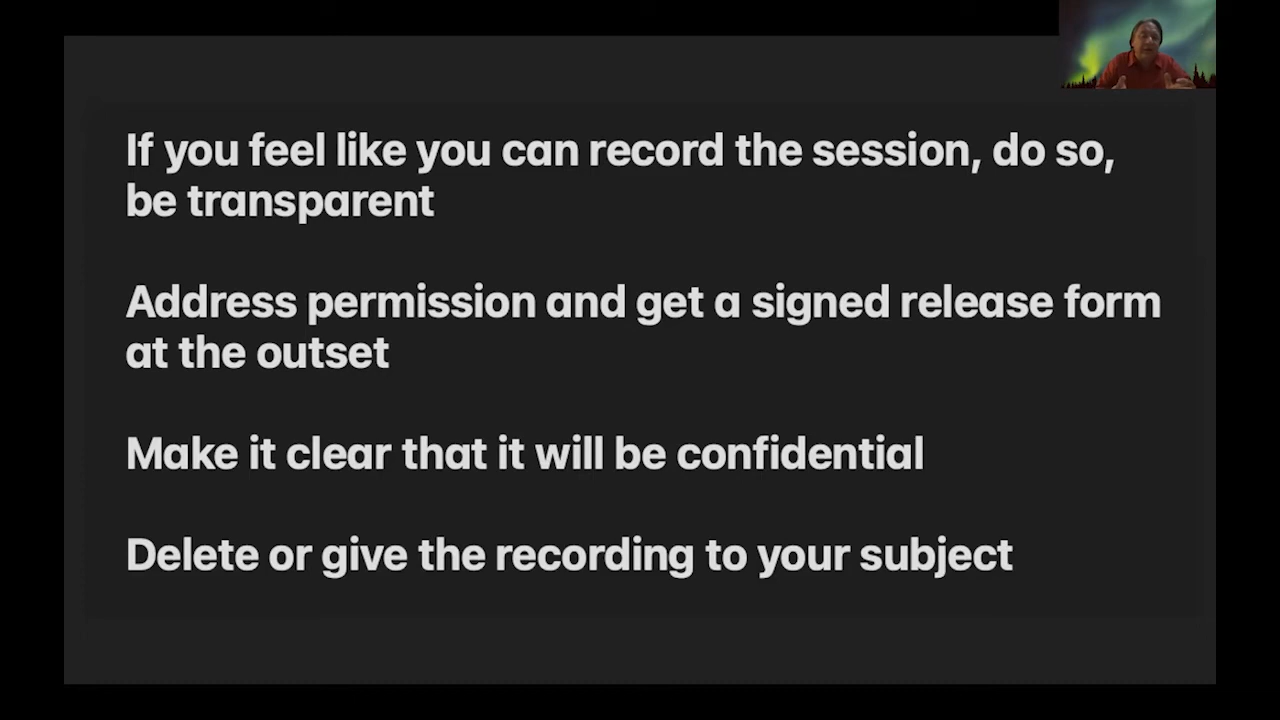 If you feel like you can record the session, do so,
be transparent
Address permission and get a signed release form
at the outset
Make it clear that it will be confidential
Delete or give the recording to your subject